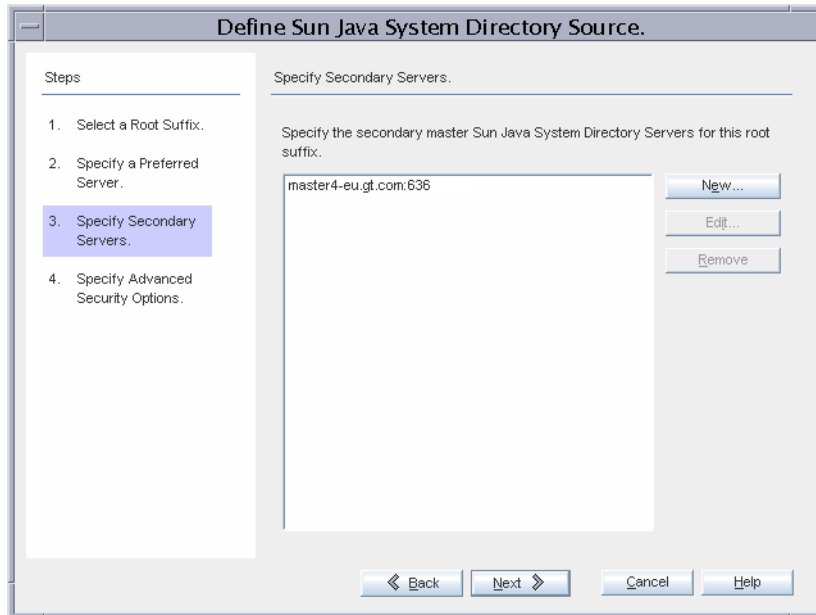 Define Sun Java System Directory Source.
Steps
1. Select a Root Suffix.
2. Specify a Preferred
Server.
3. Specify Secondary
Servers.
4. Specify Advanced
Security Options.
Specify Secondary Servers.
Specify the secondary master Sun Java System Directory Servers for this root
suffix.
master4-eu.gt.com:636
New...
Edit...
Remove
Back
Next
Cancel
Help